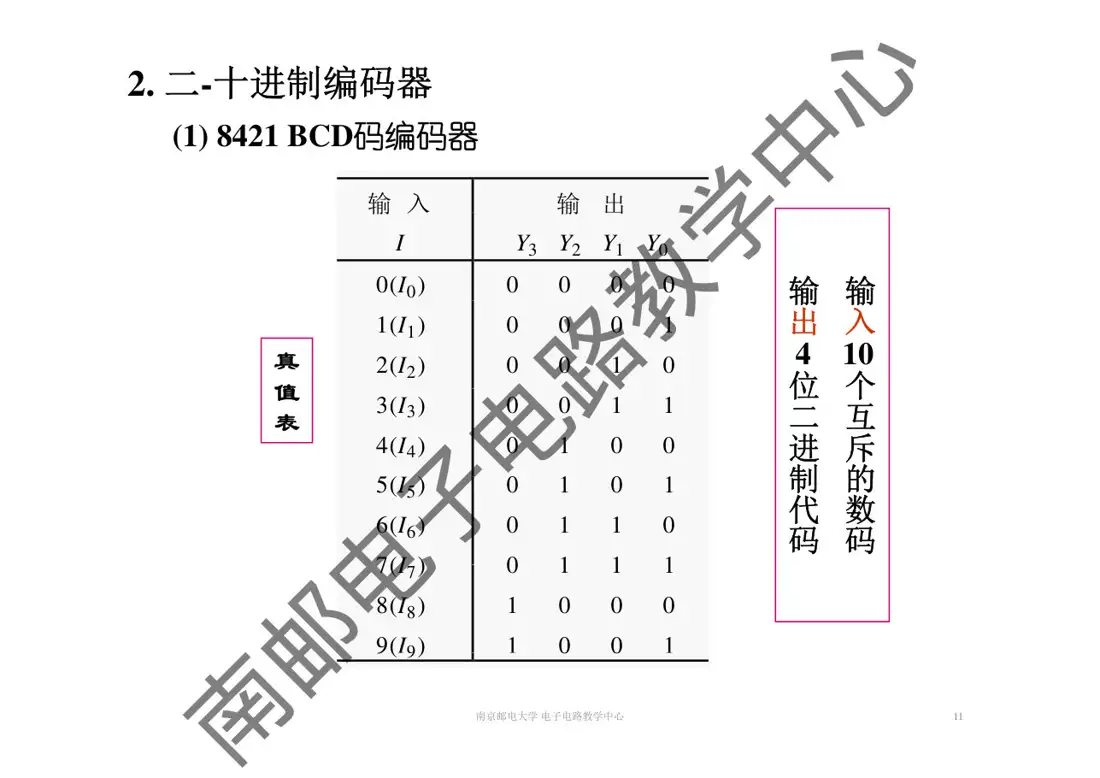 2. 二-十进制编码器
(1) 8421 BCD码编码器
输 入 输 出
I Y3 Y2 Y1 Y0
0(I0) 0 0 0 0
1(I1) 0 0 0 1
2(I2) 0 0 1 0
3(I3) 0 0 1 1
4(I4) 0 1 0 0
5(I5) 0 1 0 1
6(I6) 0 1 1 0
7(I7) 0 1 1 1
8(I8) 1 0 0 0
9(I9) 1 0 0 1
真值表
输入10个互斥的数码
输出4位二进制代码
南邮电子电路教学中心
南京邮电大学 电子电路教学中心
11